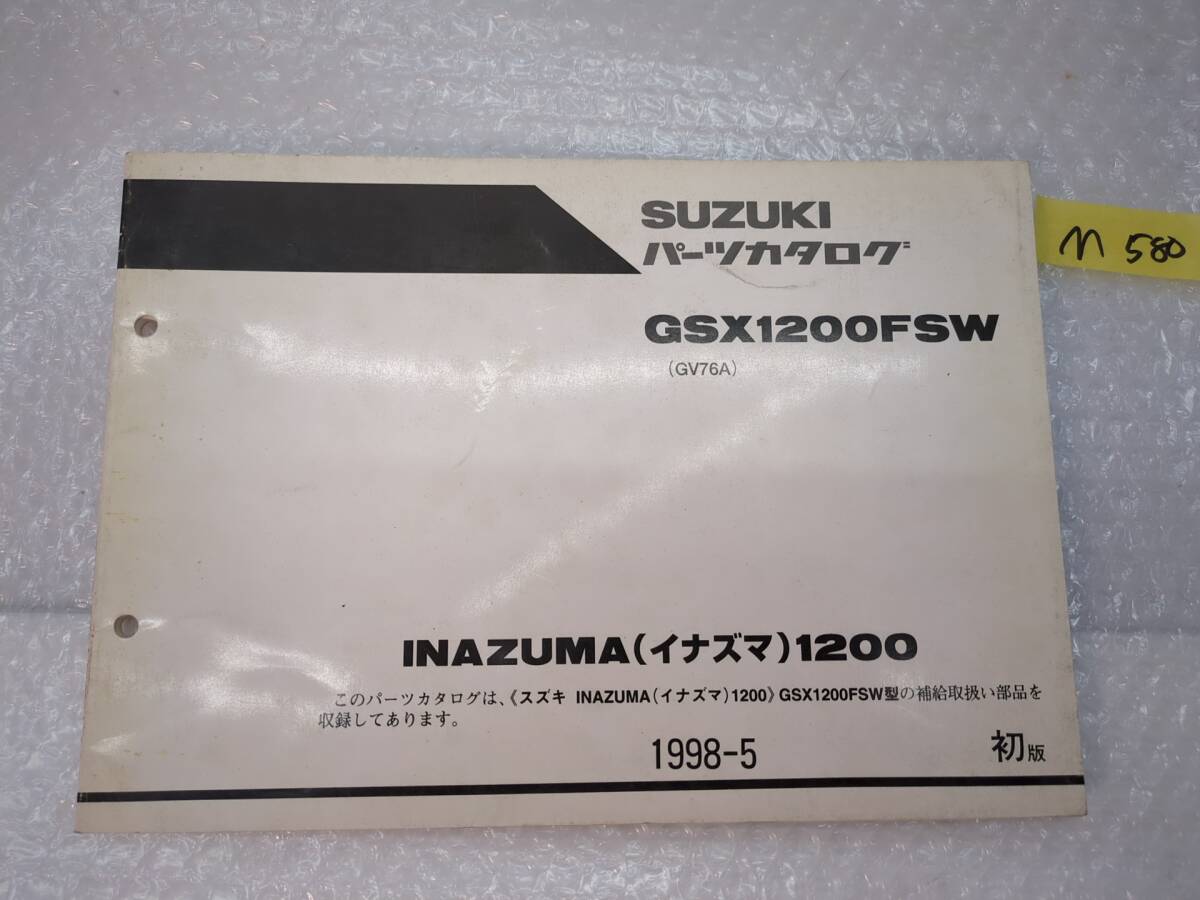 SUZUKI
パーツカタログ
GSX1200FSW
(GV76A)
INAZUMA(イナズマ)1200
このパーツカタログは、《スズキ INAZUMA(イナズマ)1200》GSX1200FSW型の補給取扱い部品を
収録してあります。
1998-5
初版
n 580